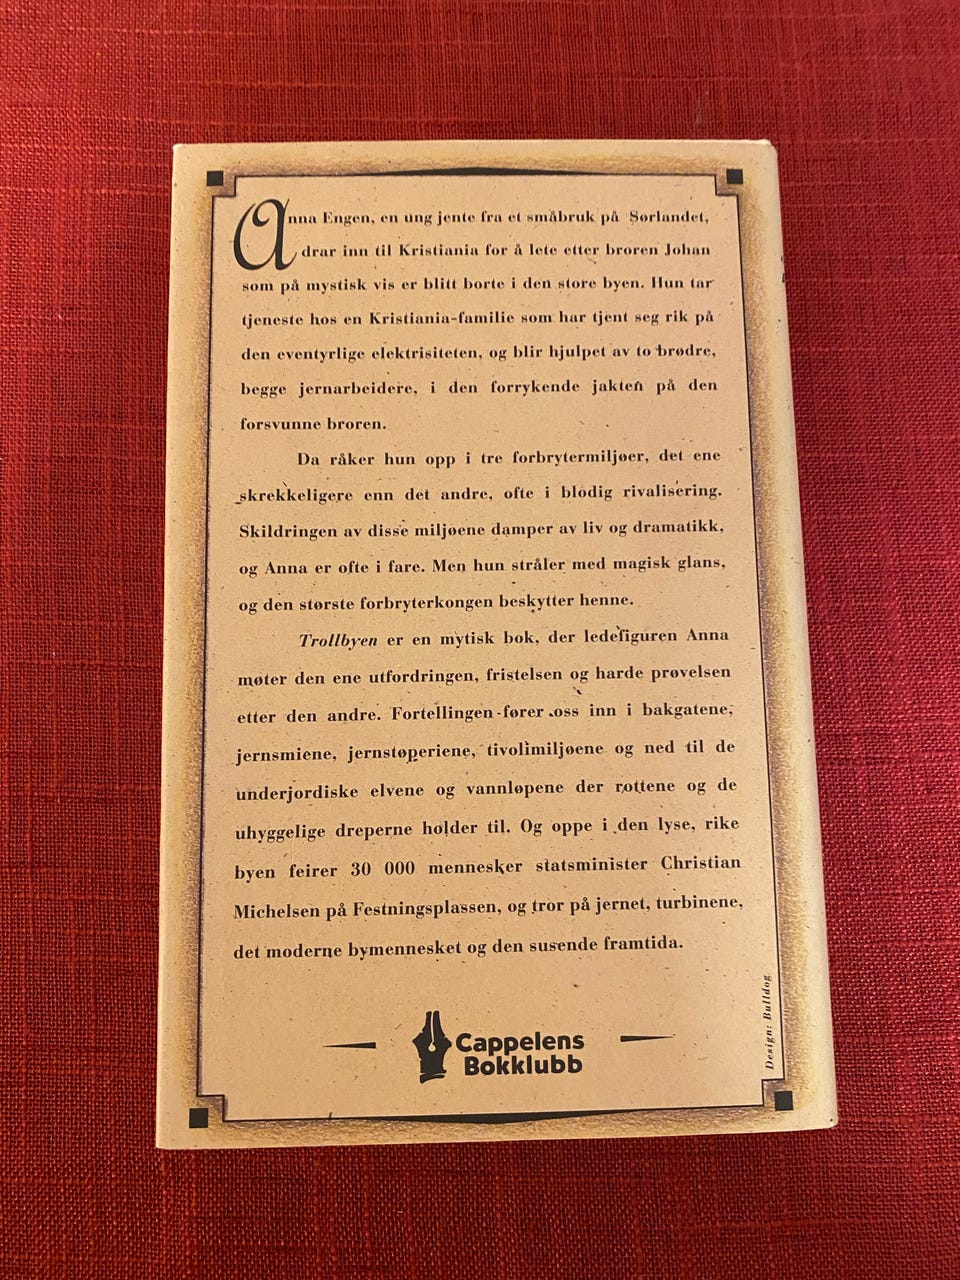 Anna Engen, en ung jente fra et småbruk på Sørlandet,
drar inn til Kristiania for å lete etter broren Johan
som på mystisk vis er blitt borte i den store byen. Hun tar
tjeneste hos en Kristiania-familie som har tjent seg rik på
den eventyrlige elektrisiteten, og blir hjulpet av to brødre,
begge jernarbeidere, i den forrykende jakten på den
forsvunne broren.
Da råker hun opp i tre forbrytermiljøer, det ene
skrekkeligere enn det andre, ofte i blodig rivalisering.
Skildringen av disse miljøene damper av liv og dramatikk,
og Anna er ofte i fare. Men hun stråler med magisk glans,
og den største forbryterkongen beskytter henne.
Trollbyen er en mytisk bok, der ledefiguren Anna
møter den ene utfordringen, fristelsen og harde prøvelsen
etter den andre. Fortellingen fører oss inn i bakgatene,
jernsmiene, jernstøperiene, tivolimiljøene og ned til de
underjordiske elvene og vannløpene der rottene og de
uhyggelige dreperne holder til. Og oppe i den lyse, rike
byen feirer 30 000 mennesker statsminister Christian
Michelsen på Festningsplassen, og tror på jernet, turbinene,
det moderne bymennesket og den susende framtida.
Cappelens
Bokklubb
Design: Bulldog